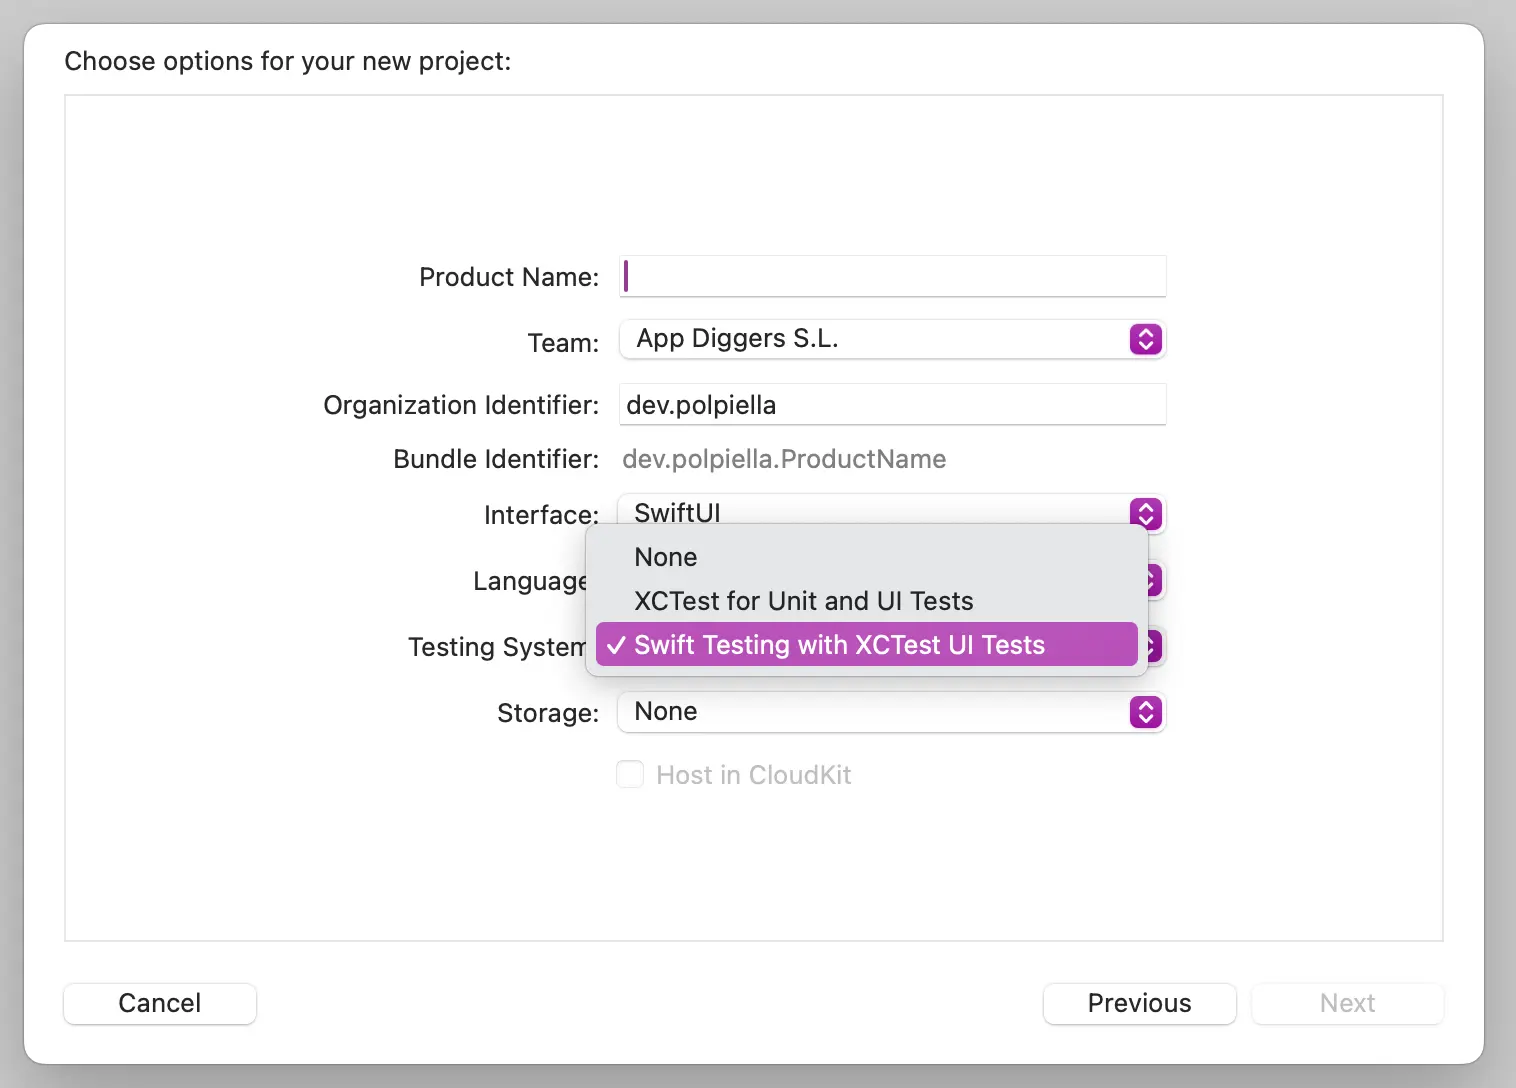 Choose options for your new project:
Product Name:
Team: App Diggers S.L.
Organization Identifier: dev.polpiella
Bundle Identifier: dev.polpiella.ProductName
Interface: SwiftUI
None
Language
XCTest for Unit and UI Tests
Testing System ✓ Swift Testing with XCTest UI Tests
Storage: None
Host in CloudKit
Cancel Previous Next